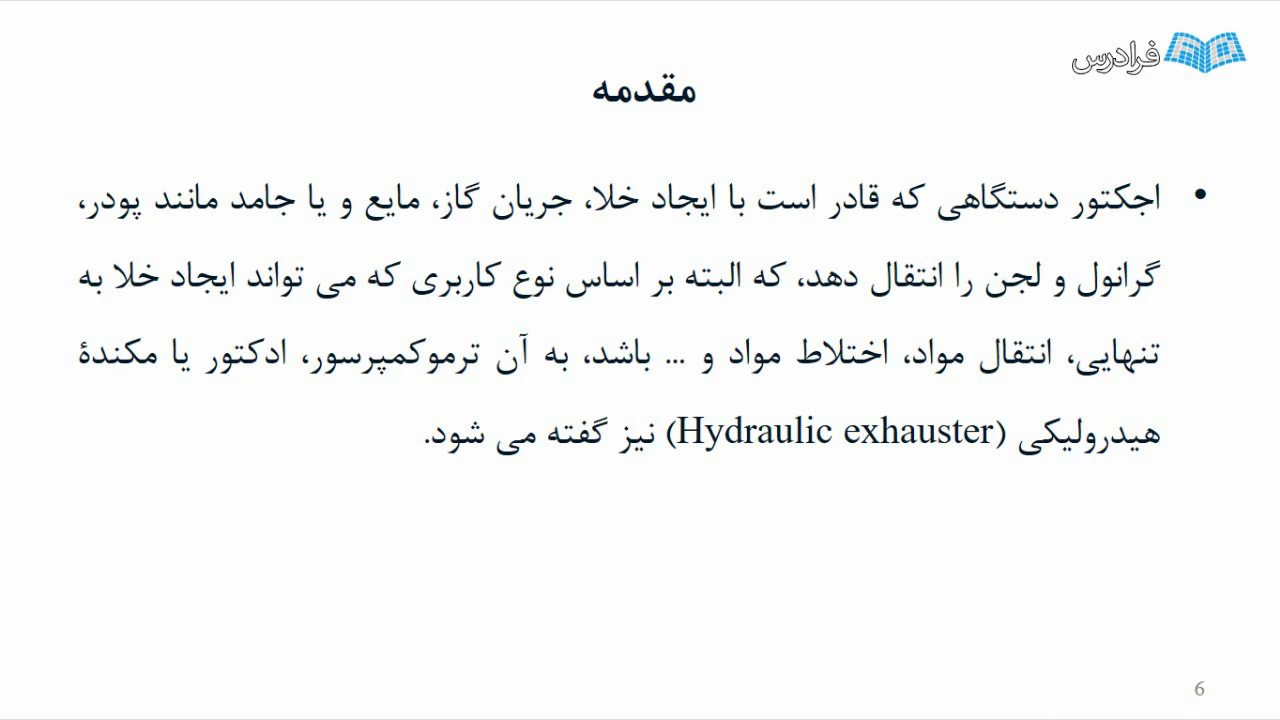 فرادرس
مقدمه
• اجکتور دستگاهی که قادر است با ایجاد خلا، جریان گاز، مایع و یا جامد مانند پودر،
گرانول و لجن را انتقال دهد، که البته بر اساس نوع کاربری که می تواند ایجاد خلا به
تنهایی، انتقال مواد، اختلاط مواد و ... باشد، به آن ترموکمپرسور، ادکتور یا مکندۀ
هیدرولیکی (Hydraulic exhauster) نیز گفته می شود.
6